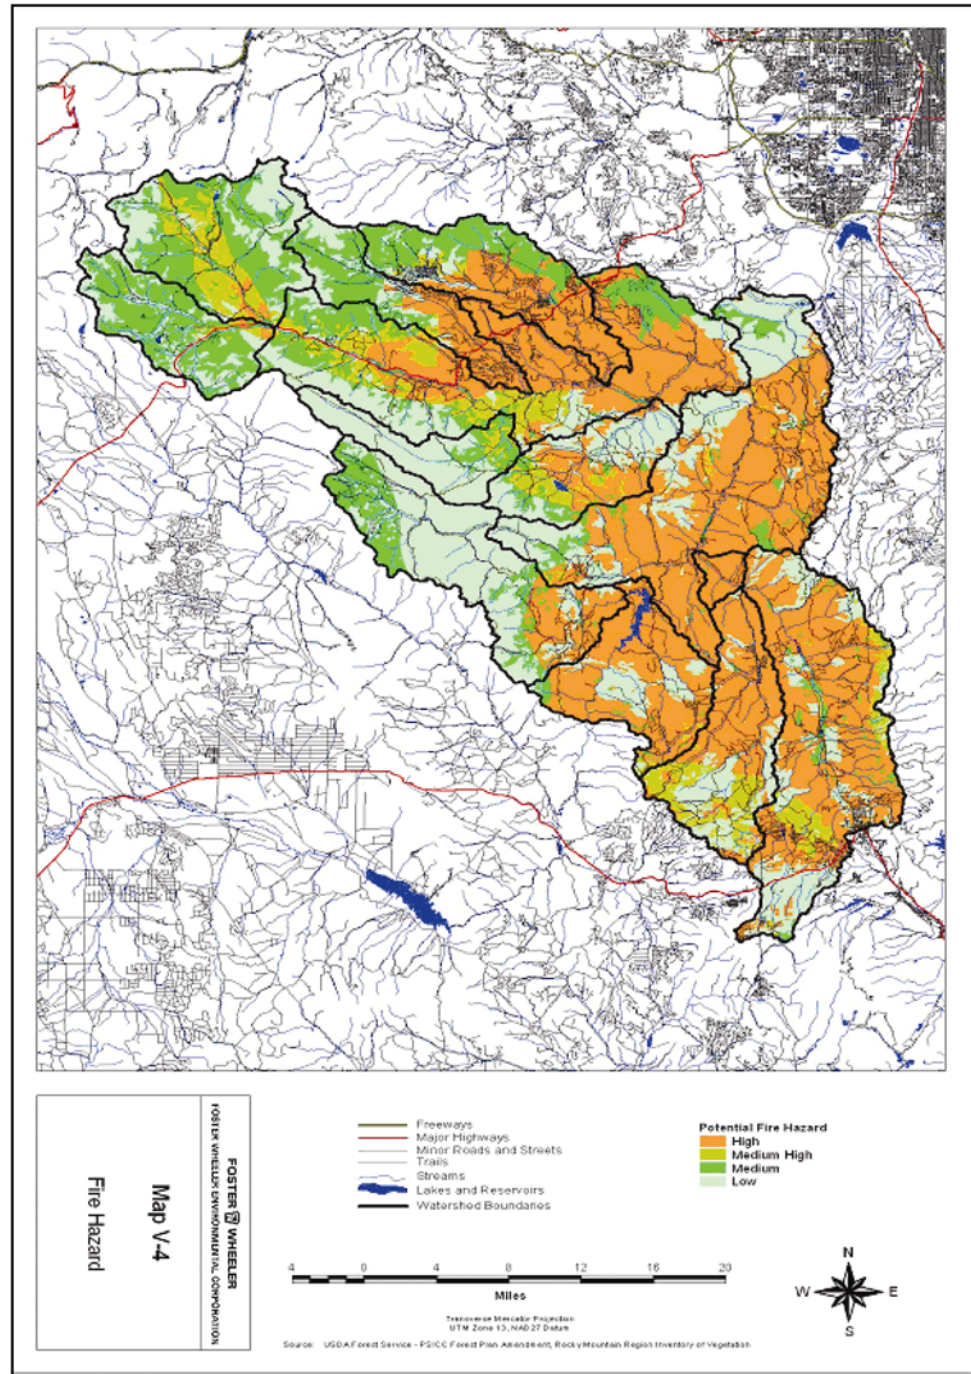 Freeways
Major Highways
Minor Roads and Streets
Trails
Streams
Lakes and Reservoirs
Watershed Boundaries
Potential Fire Hazard
High
Medium High
Medium
Low
FOSTER WHEELER
FOSTER WHEELER ENVIRONMENTAL CORPORATION
Map V-4
Fire Hazard
4 0 4 8 12 16 20
Miles
Transverse Mercator Projection
UTM Zone 13, NAD27 Datum
Source: USDA Forest Service - PSICC Forest Plan Amendment, Rocky Mountain Region Inventory of Vegetation
N
W E
S